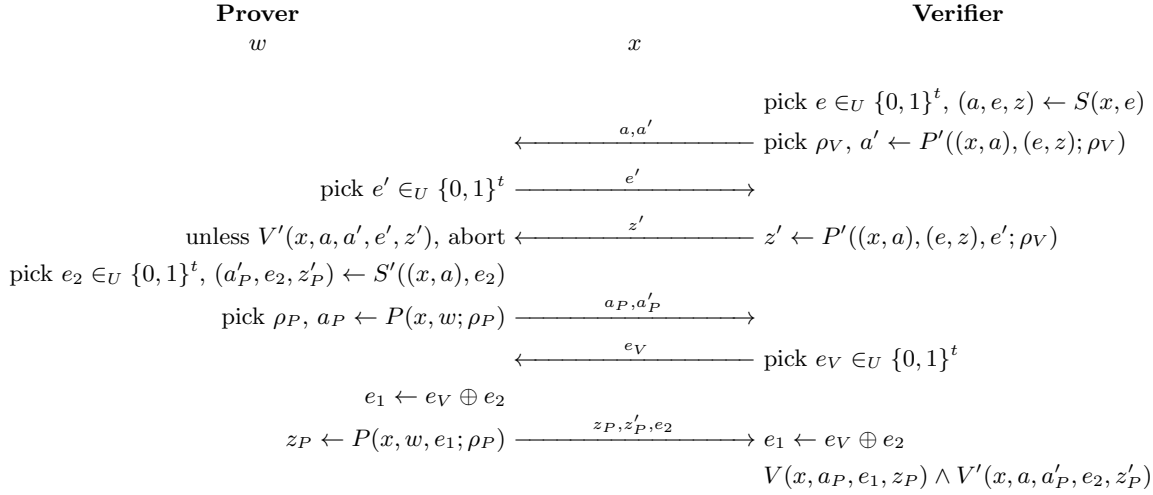 Prover Verifier
w x
pick e ∈_U {0, 1}^t, (a, e, z) ← S(x, e)
a,a′ pick ρ_V, a′ ← P′((x, a), (e, z); ρ_V)
pick e′ ∈_U {0, 1}^t e′
unless V′(x, a, a′, e′, z′), abort z′ z′ ← P′((x, a), (e, z), e′; ρ_V)
pick e_2 ∈_U {0, 1}^t, (a′_P, e_2, z′_P) ← S′((x, a), e_2)
pick ρ_P, a_P ← P(x, w; ρ_P) a_P,a′_P
e_V pick e_V ∈_U {0, 1}^t
e_1 ← e_V ⊕ e_2
z_P ← P(x, w, e_1; ρ_P) z_P,z′_P,e_2 e_1 ← e_V ⊕ e_2
V(x, a_P, e_1, z_P) ∧ V′(x, a, a′_P, e_2, z′_P)